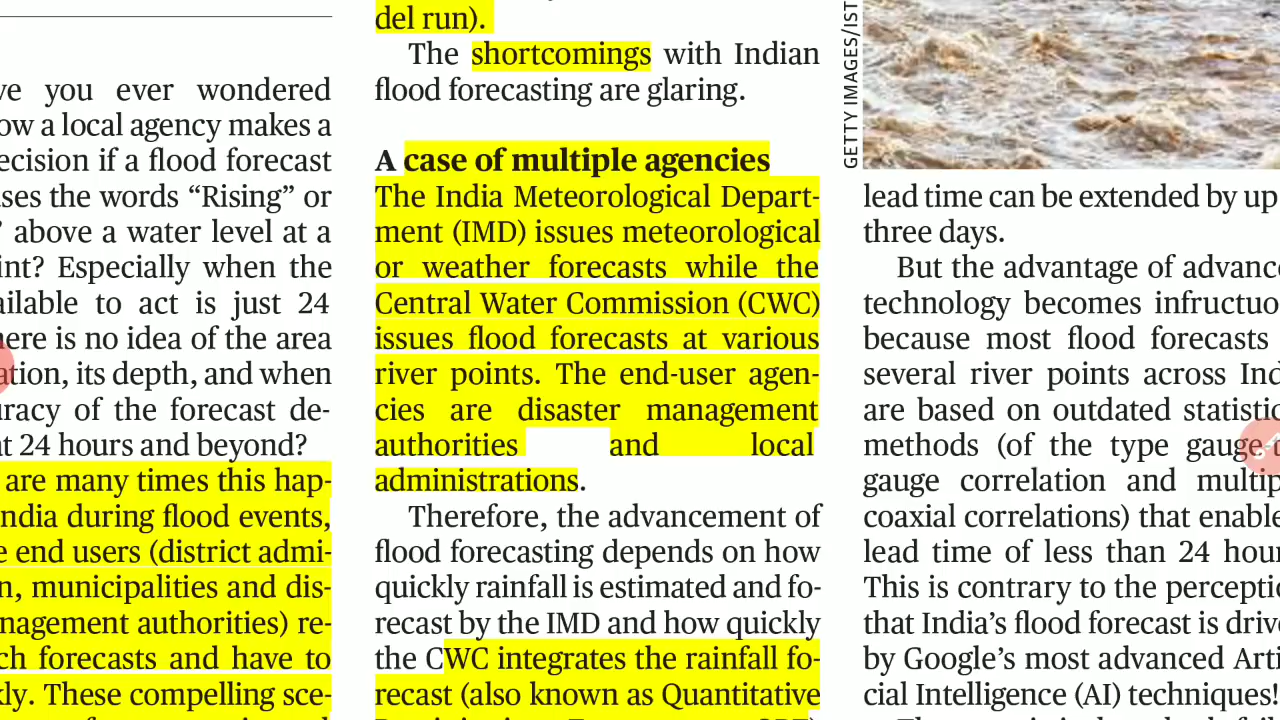 ve you ever wondered
ow a local agency makes a
ecision if a flood forecast
ses the words “Rising” or
’ above a water level at a
int? Especially when the
ailable to act is just 24
here is no idea of the area
ation, its depth, and when
uracy of the forecast de-
at 24 hours and beyond?
are many times this hap-
ndia during flood events,
e end users (district admi-
n, municipalities and dis-
nagement authorities) re-
ch forecasts and have to
kly. These compelling sce-
del run).
The shortcomings with Indian
flood forecasting are glaring.
A case of multiple agencies
The India Meteorological Depart-
ment (IMD) issues meteorological
or weather forecasts while the
Central Water Commission (CWC)
issues flood forecasts at various
river points. The end-user agen-
cies are disaster management
authorities and local
administrations.
Therefore, the advancement of
flood forecasting depends on how
quickly rainfall is estimated and fo-
recast by the IMD and how quickly
the CWC integrates the rainfall fo-
recast (also known as Quantitative
GETTY IMAGES/IST
lead time can be extended by up
three days.
But the advantage of advanc
technology becomes infructuo
because most flood forecasts
several river points across Ind
are based on outdated statistic
methods (of the type gauge-t
gauge correlation and multip
coaxial correlations) that enable
lead time of less than 24 hour
This is contrary to the perceptio
that India’s flood forecast is drive
by Google’s most advanced Arti
cial Intelligence (AI) techniques!